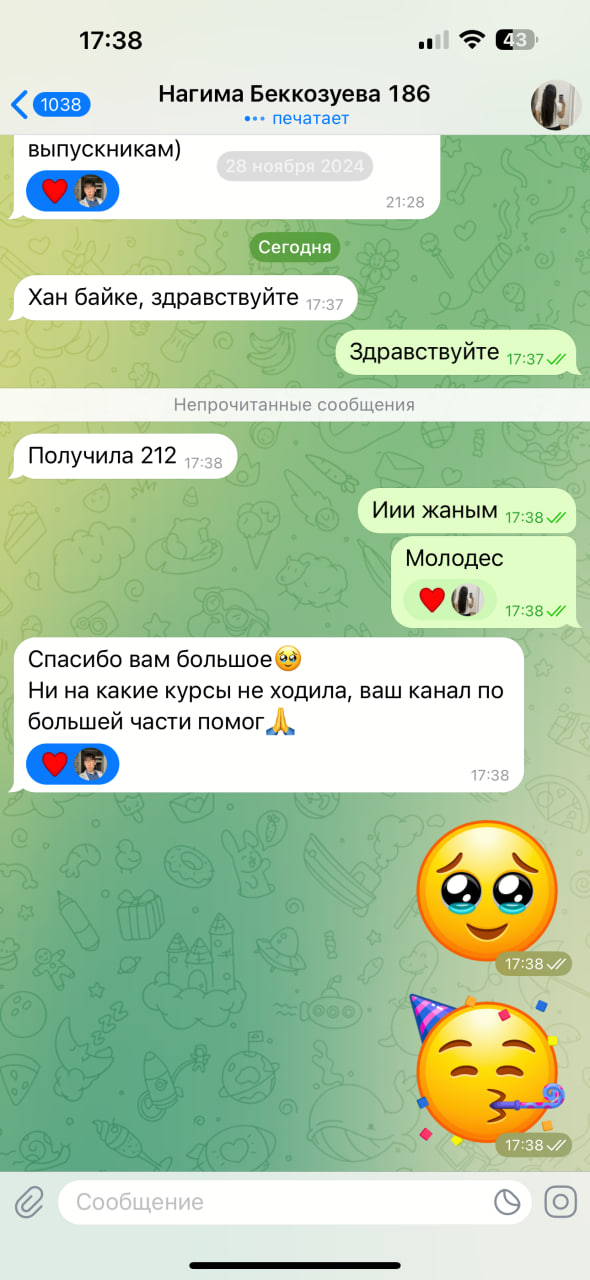 17:38
43
1038
Нагима Беккозуева 186
печатает
выпускникам)
28 ноября 2024
21:28
Сегодня
Хан байке, здравствуйте 17:37
Здравствуйте 17:37
Непрочитанные сообщения
Получила 212 17:38
Иии жаным 17:38
Молодес
17:38
Спасибо вам большое🥹
Ни на какие курсы не ходила, ваш канал по
большей части помог🙏
17:38
17:38
17:38
Сообщение